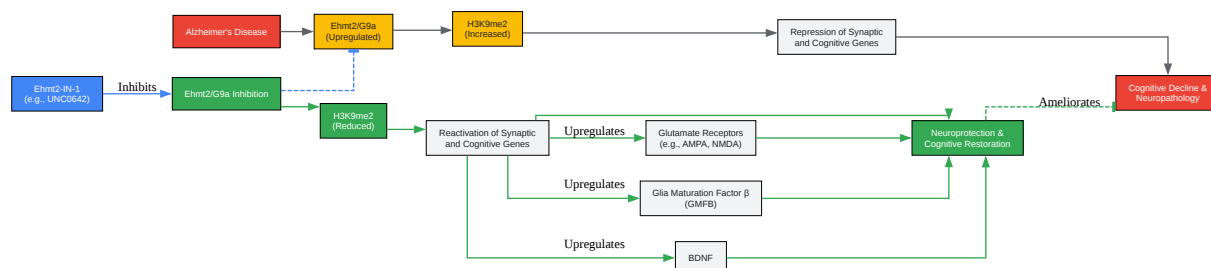 Alzheimer's Disease
Ehmt2/G9a
(Upregulated)
H3K9me2
(Increased)
Repression of Synaptic
and Cognitive Genes
Ehmt2-IN-1
(e.g., UNC0642)
Inhibits
Ehmt2/G9a Inhibition
Cognitive Decline &
Neuropathology
H3K9me2
(Reduced)
Ameliorates
Reactivation of Synaptic
and Cognitive Genes
Upregulates
Glutamate Receptors
(e.g., AMPA, NMDA)
Neuroprotection &
Cognitive Restoration
Upregulates
Glia Maturation Factor β
(GMFB)
Upregulates
BDNF